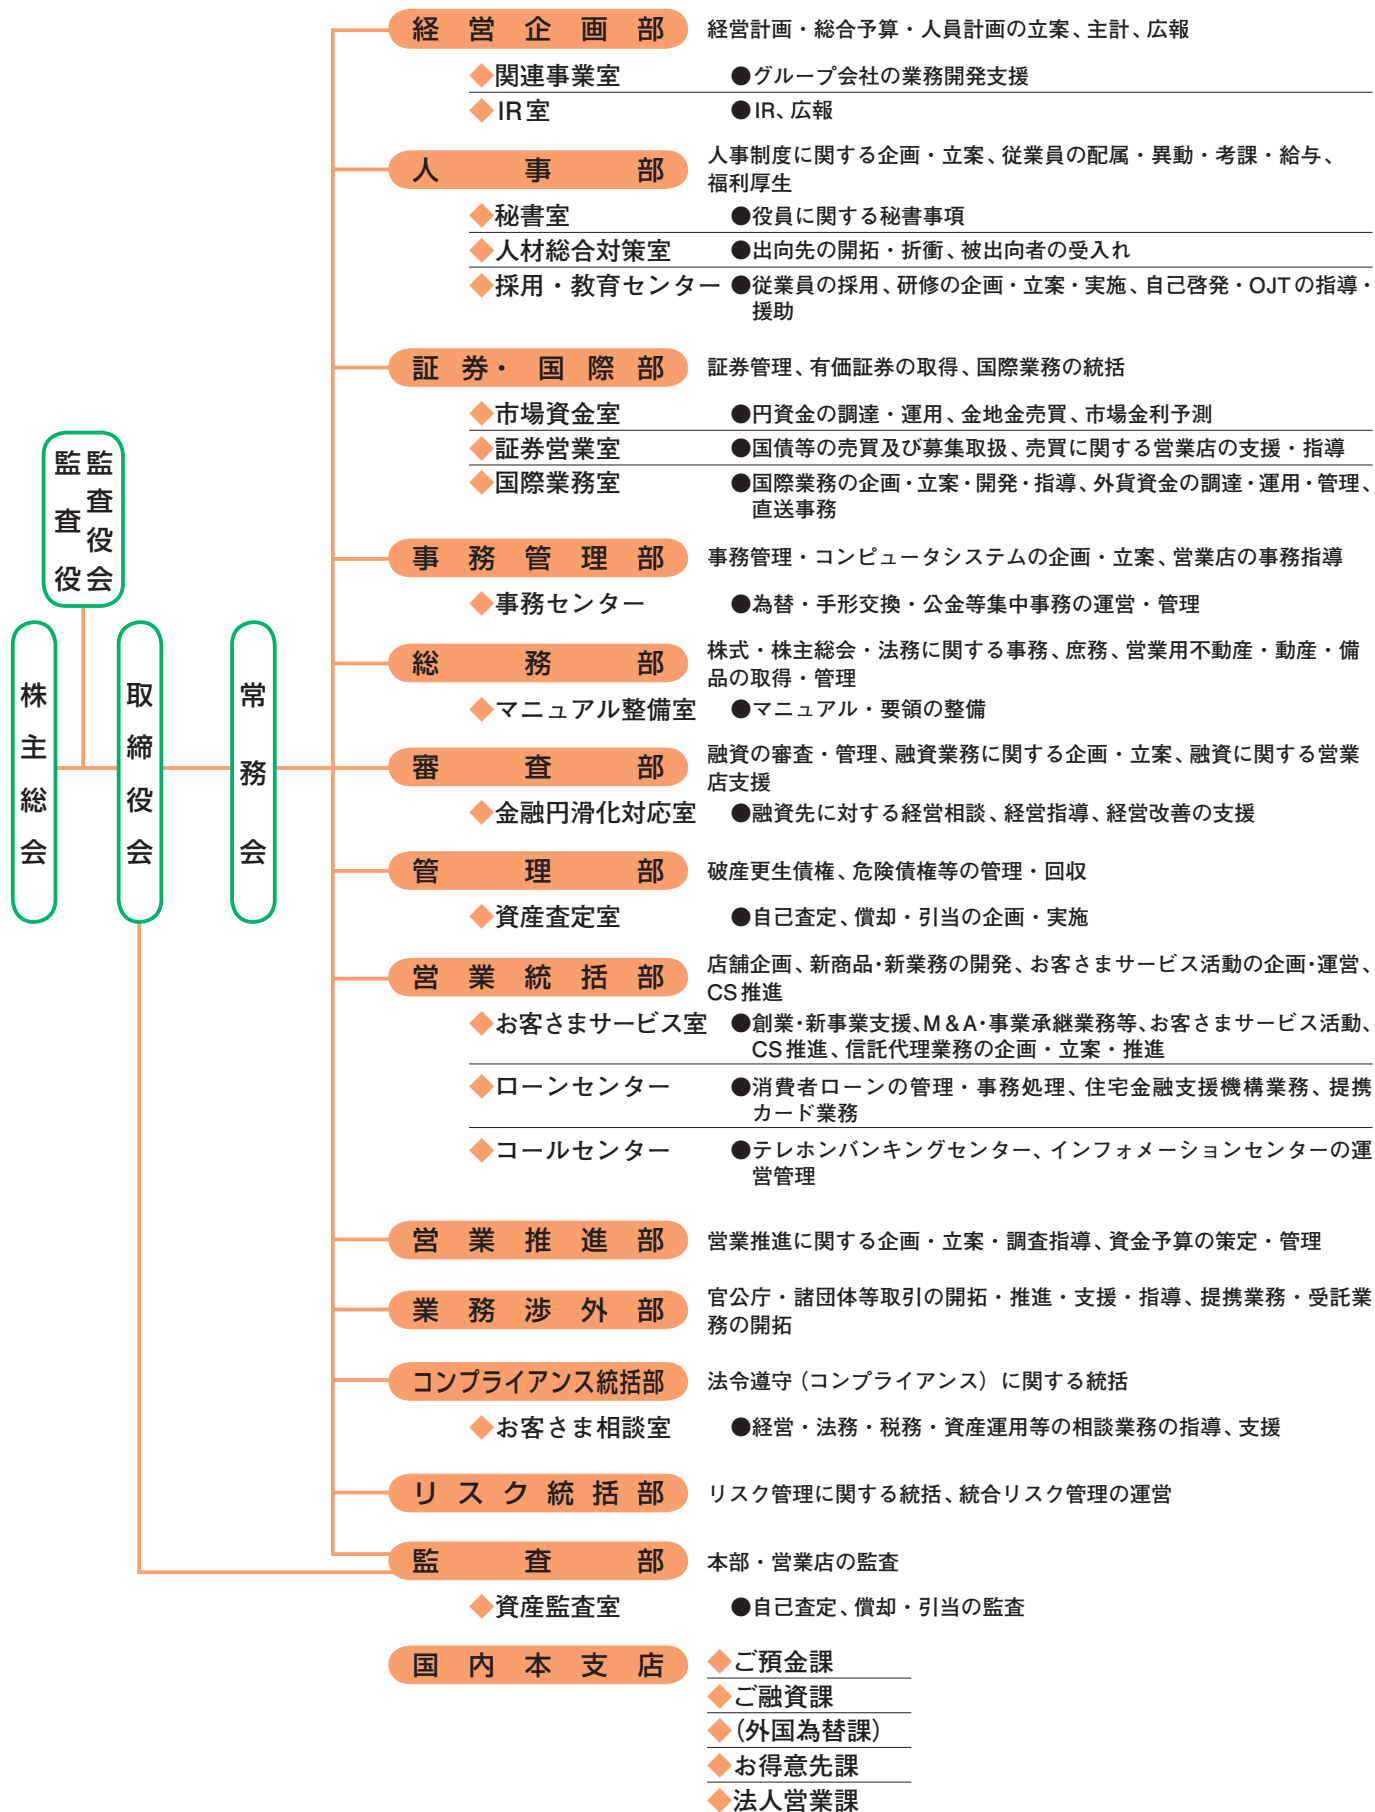 経営企画部
経営計画・総合予算・人員計画の立案、主計、広報
◆関連事業室
●グループ会社の業務開発支援
◆IR室
●IR、広報
人事部
人事制度に関する企画・立案、従業員の配属・異動・考課・給与、
福利厚生
◆秘書室
●役員に関する秘書事項
◆人材総合対策室
●出向先の開拓・折衝、被出向者の受入れ
◆採用・教育センター
●従業員の採用、研修の企画・立案・実施、自己啓発・OJTの指導・
援助
証券・国際部
証券管理、有価証券の取得、国際業務の統括
◆市場資金室
●円資金の調達・運用、金地金売買、市場金利予測
◆証券営業室
●国債等の売買及び募集取扱、売買に関する営業店の支援・指導
◆国際業務室
●国際業務の企画・立案・開発・指導、外貨資金の調達・運用・管理、
直送事務
監査役会
監査役
株主総会
取締役会
常務会
事務管理部
事務管理・コンピュータシステムの企画・立案、営業店の事務指導
◆事務センター
●為替・手形交換・公金等集中事務の運営・管理
総務部
株式・株主総会・法務に関する事務、庶務、営業用不動産・動産・備
品の取得・管理
◆マニュアル整備室
●マニュアル・要領の整備
審査部
融資の審査・管理、融資業務に関する企画・立案、融資に関する営業
店支援
◆金融円滑化対応室
●融資先に対する経営相談、経営指導、経営改善の支援
管理部
破産更生債権、危険債権等の管理・回収
◆資産査定室
●自己査定、償却・引当の企画・実施
営業統括部
店舗企画、新商品・新業務の開発、お客さまサービス活動の企画・運営、
CS推進
◆お客さまサービス室
●創業・新事業支援、M&A・事業承継業務等、お客さまサービス活動、
CS推進、信託代理業務の企画・立案・推進
◆ローンセンター
●消費者ローンの管理・事務処理、住宅金融支援機構業務、提携
カード業務
◆コールセンター
●テレホンバンキングセンター、インフォメーションセンターの運
営管理
営業推進部
営業推進に関する企画・立案・調査指導、資金予算の策定・管理
業務渉外部
官公庁・諸団体等取引の開拓・推進・支援・指導、提携業務・受託業
務の開拓
コンプライアンス統括部
法令遵守（コンプライアンス）に関する統括
◆お客さま相談室
●経営・法務・税務・資産運用等の相談業務の指導、支援
リスク統括部
リスク管理に関する統括、統合リスク管理の運営
監査部
本部・営業店の監査
◆資産監査室
●自己査定、償却・引当の監査
国内本支店
◆ご預金課
◆ご融資課
◆（外国為替課）
◆お得意先課
◆法人営業課